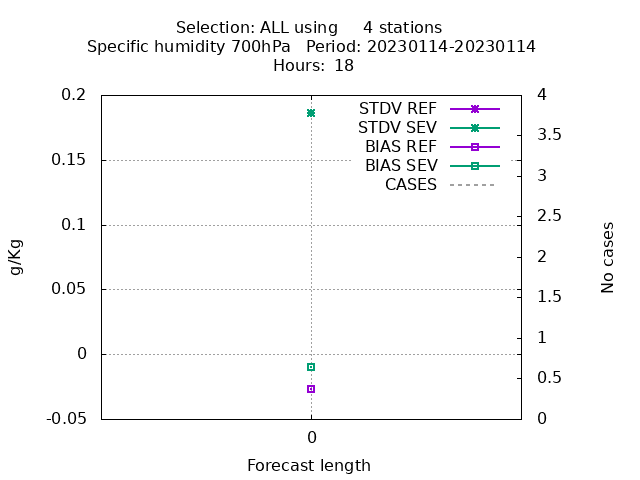 Selection: ALL using     4 stations
Specific humidity 700hPa   Period: 20230114-20230114
Hours: 18
STDV REF
STDV SEV
BIAS REF
BIAS SEV
CASES
0.2
0.15
0.1
0.05
0
-0.05
g/Kg
4
3.5
3
2.5
2
1.5
1
0.5
0
No cases
0
Forecast length